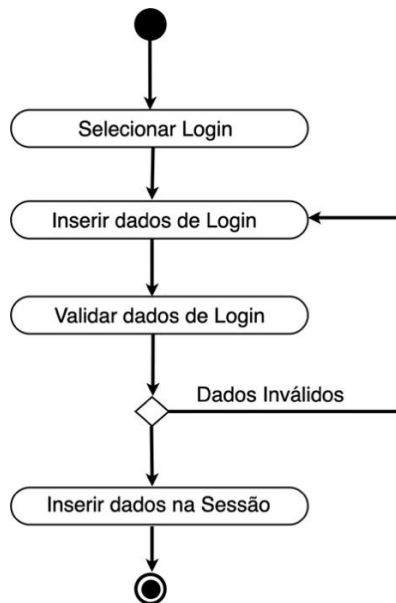 Selecionar Login
Inserir dados de Login
Validar dados de Login
Dados Inválidos
Inserir dados na Sessão